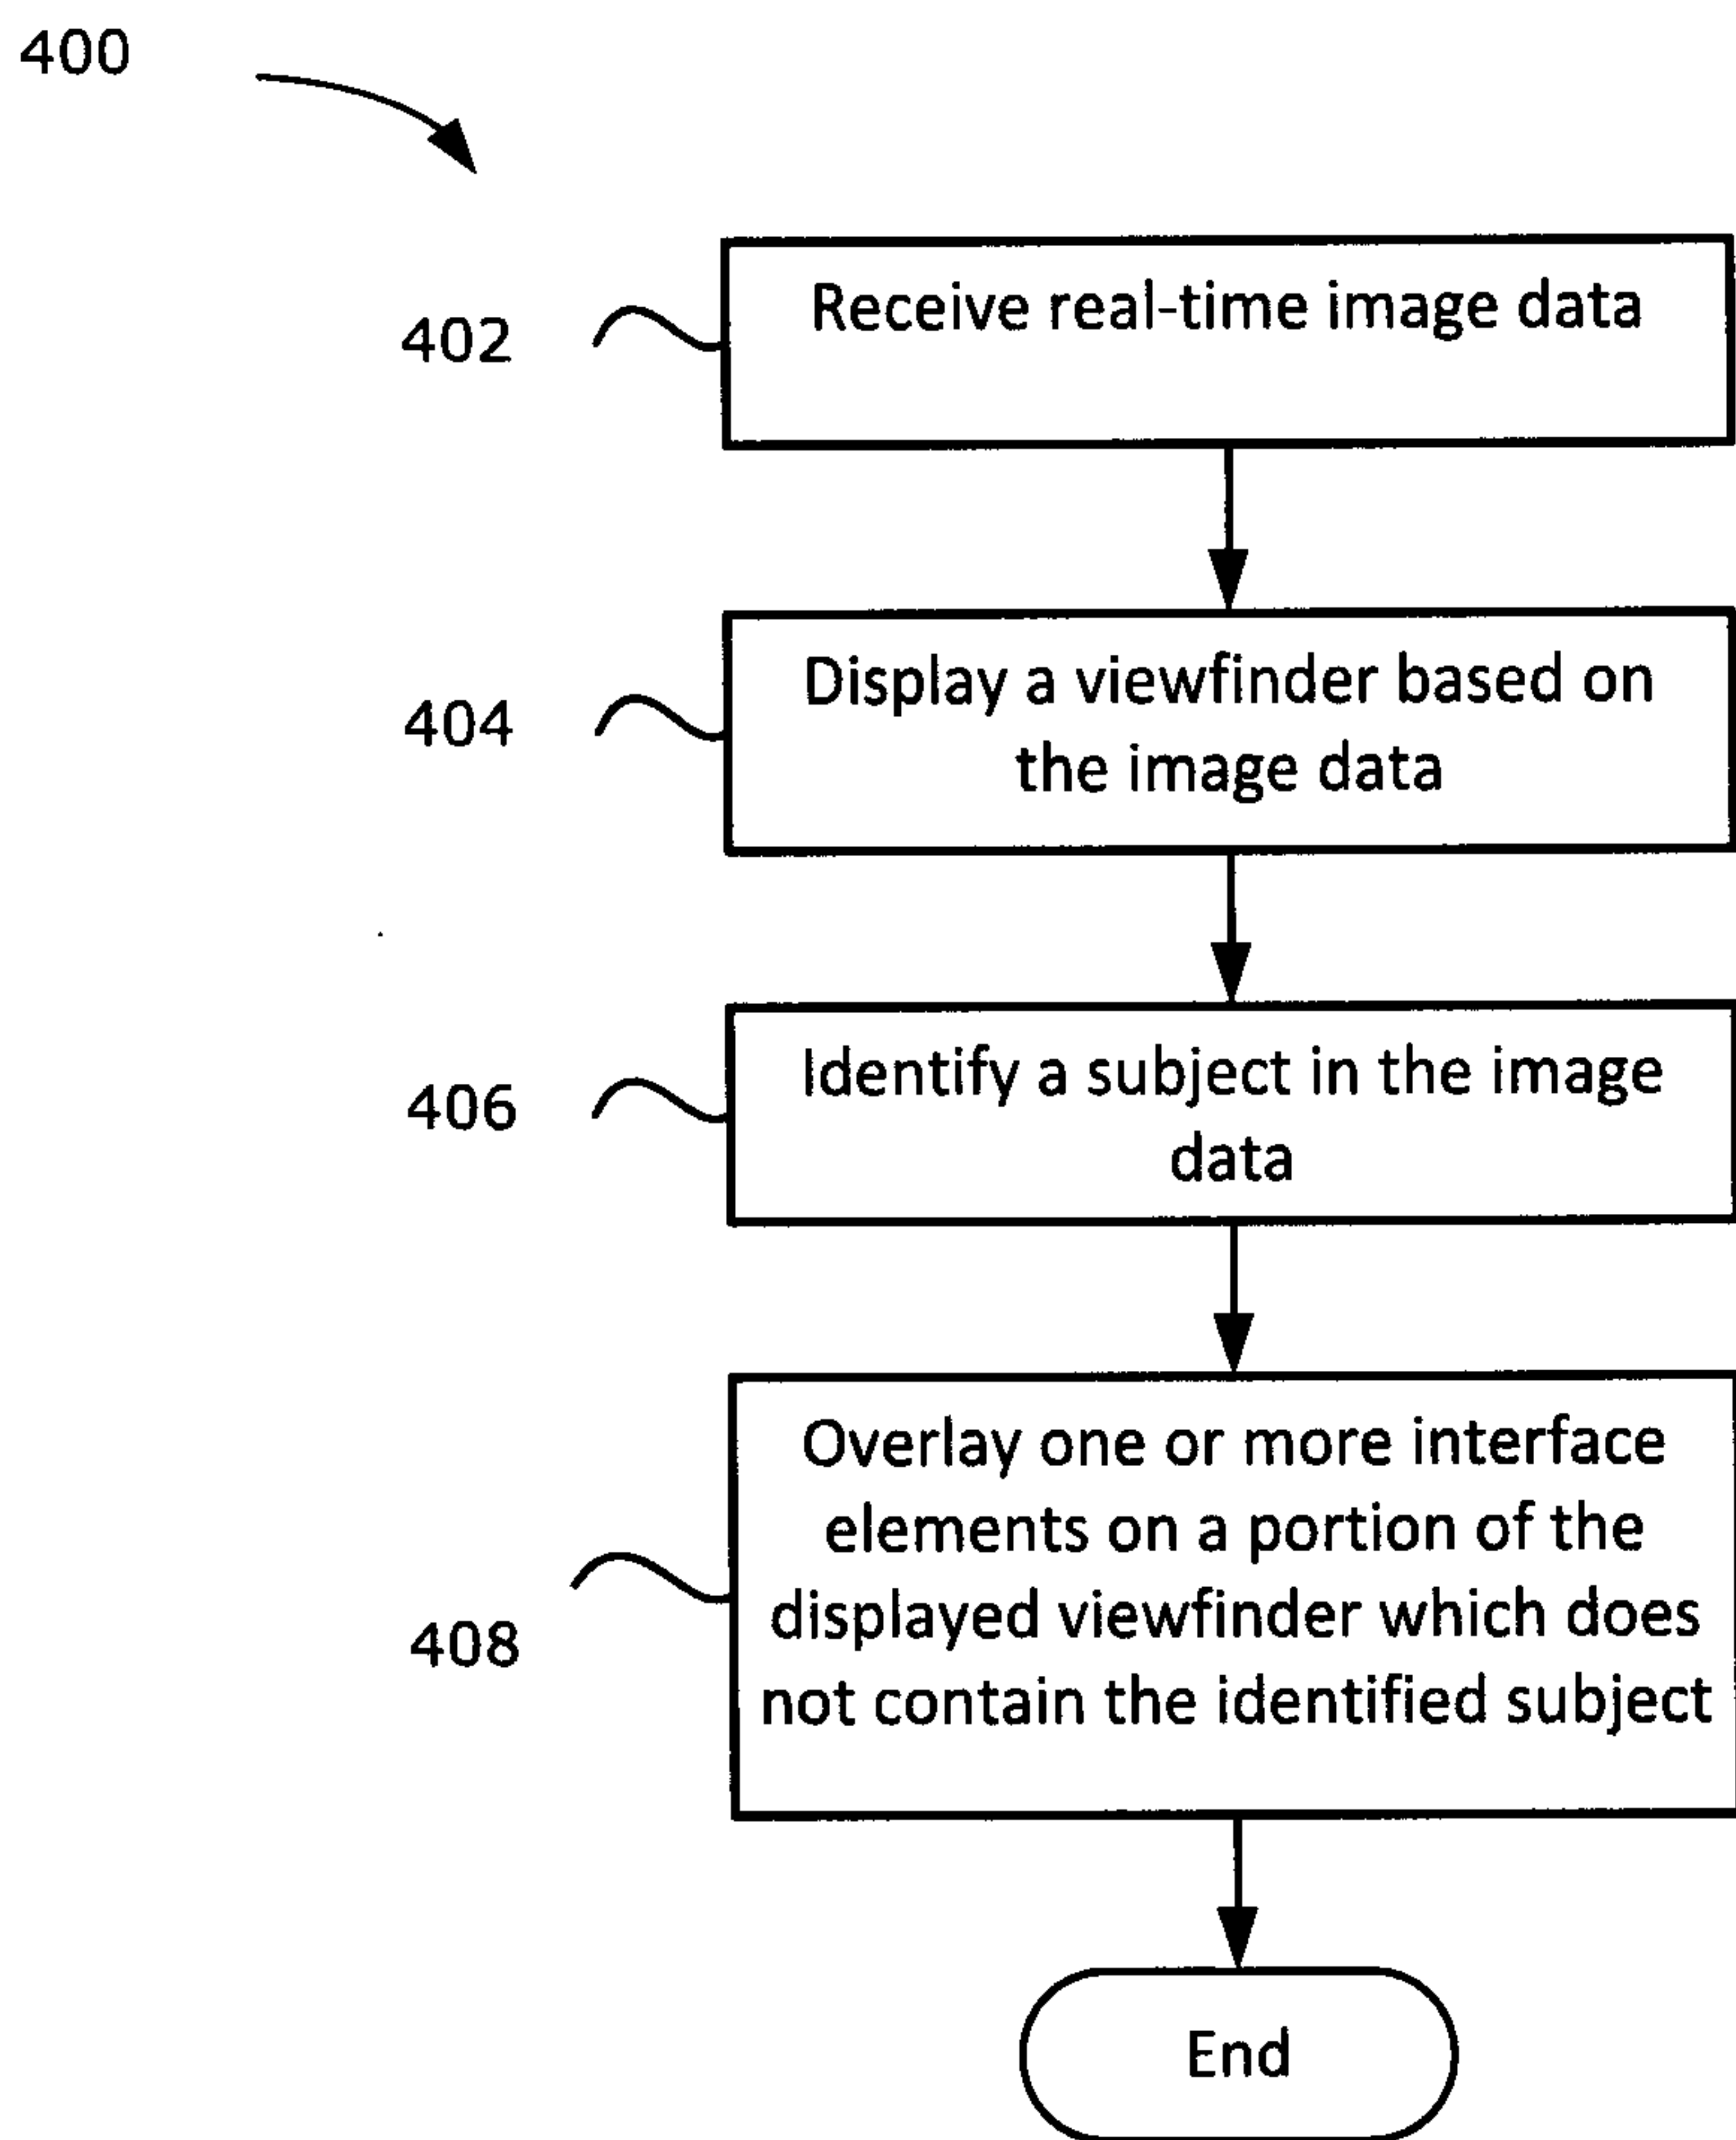 400
402
Receive real-time image data
404
Display a viewfinder based on
the image data
406
Identify a subject in the image
data
408
Overlay one or more interface
elements on a portion of the
displayed viewfinder which does
not contain the identified subject
End